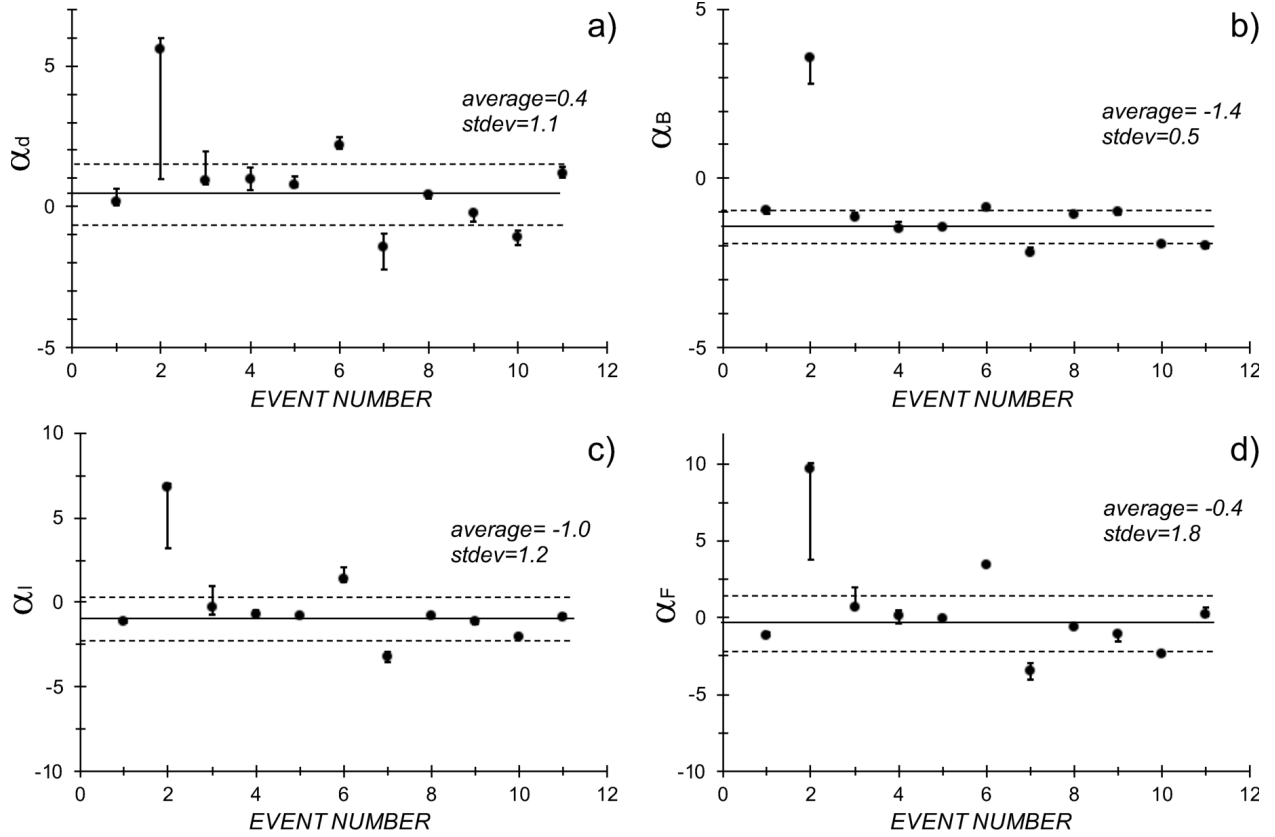 a)
5
0
-5
αd
average=0.4
stdev=1.1
0 2 4 6 8 10 12
EVENT NUMBER
b)
5
0
-5
αB
average= -1.4
stdev=0.5
0 2 4 6 8 10 12
EVENT NUMBER
c)
10
5
0
-5
-10
αI
average= -1.0
stdev=1.2
0 2 4 6 8 10 12
EVENT NUMBER
d)
10
5
0
-5
-10
αF
average= -0.4
stdev=1.8
0 2 4 6 8 10 12
EVENT NUMBER